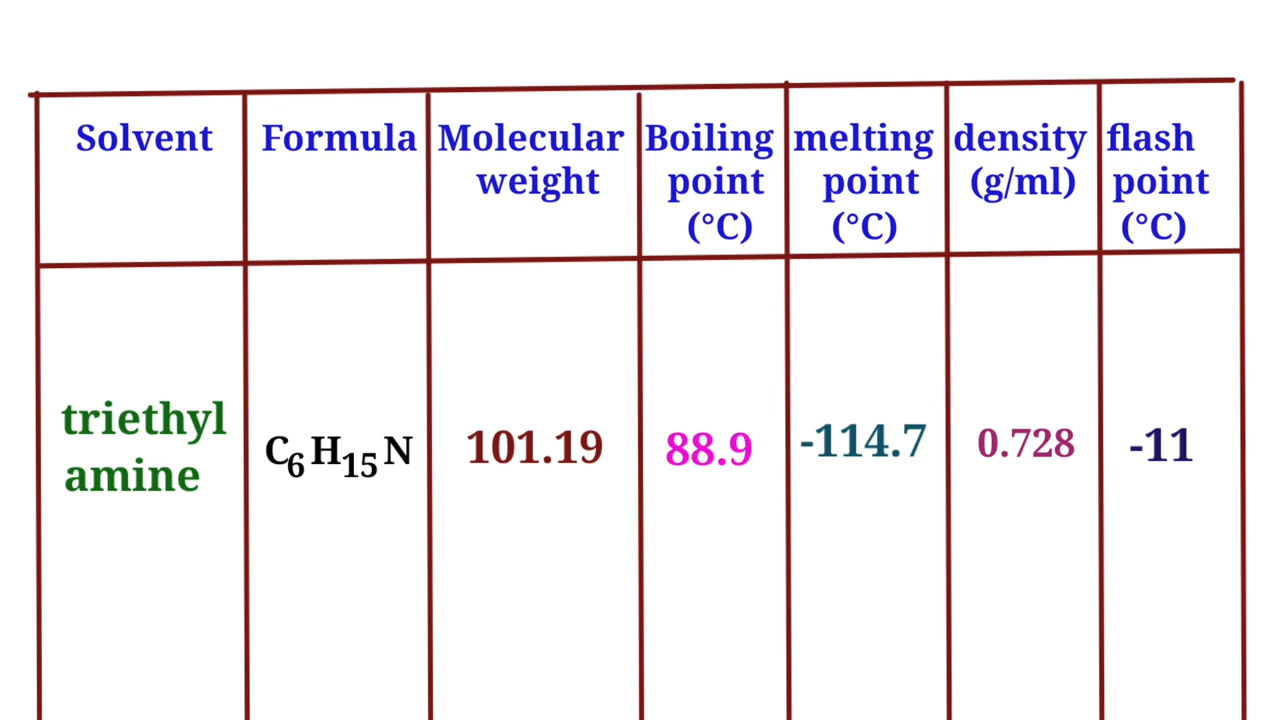 Solvent Formula Molecular weight Boiling point (°C) melting point (°C) density (g/ml) flash point (°C)
triethyl amine C₆H₁₅N 101.19 88.9 -114.7 0.728 -11